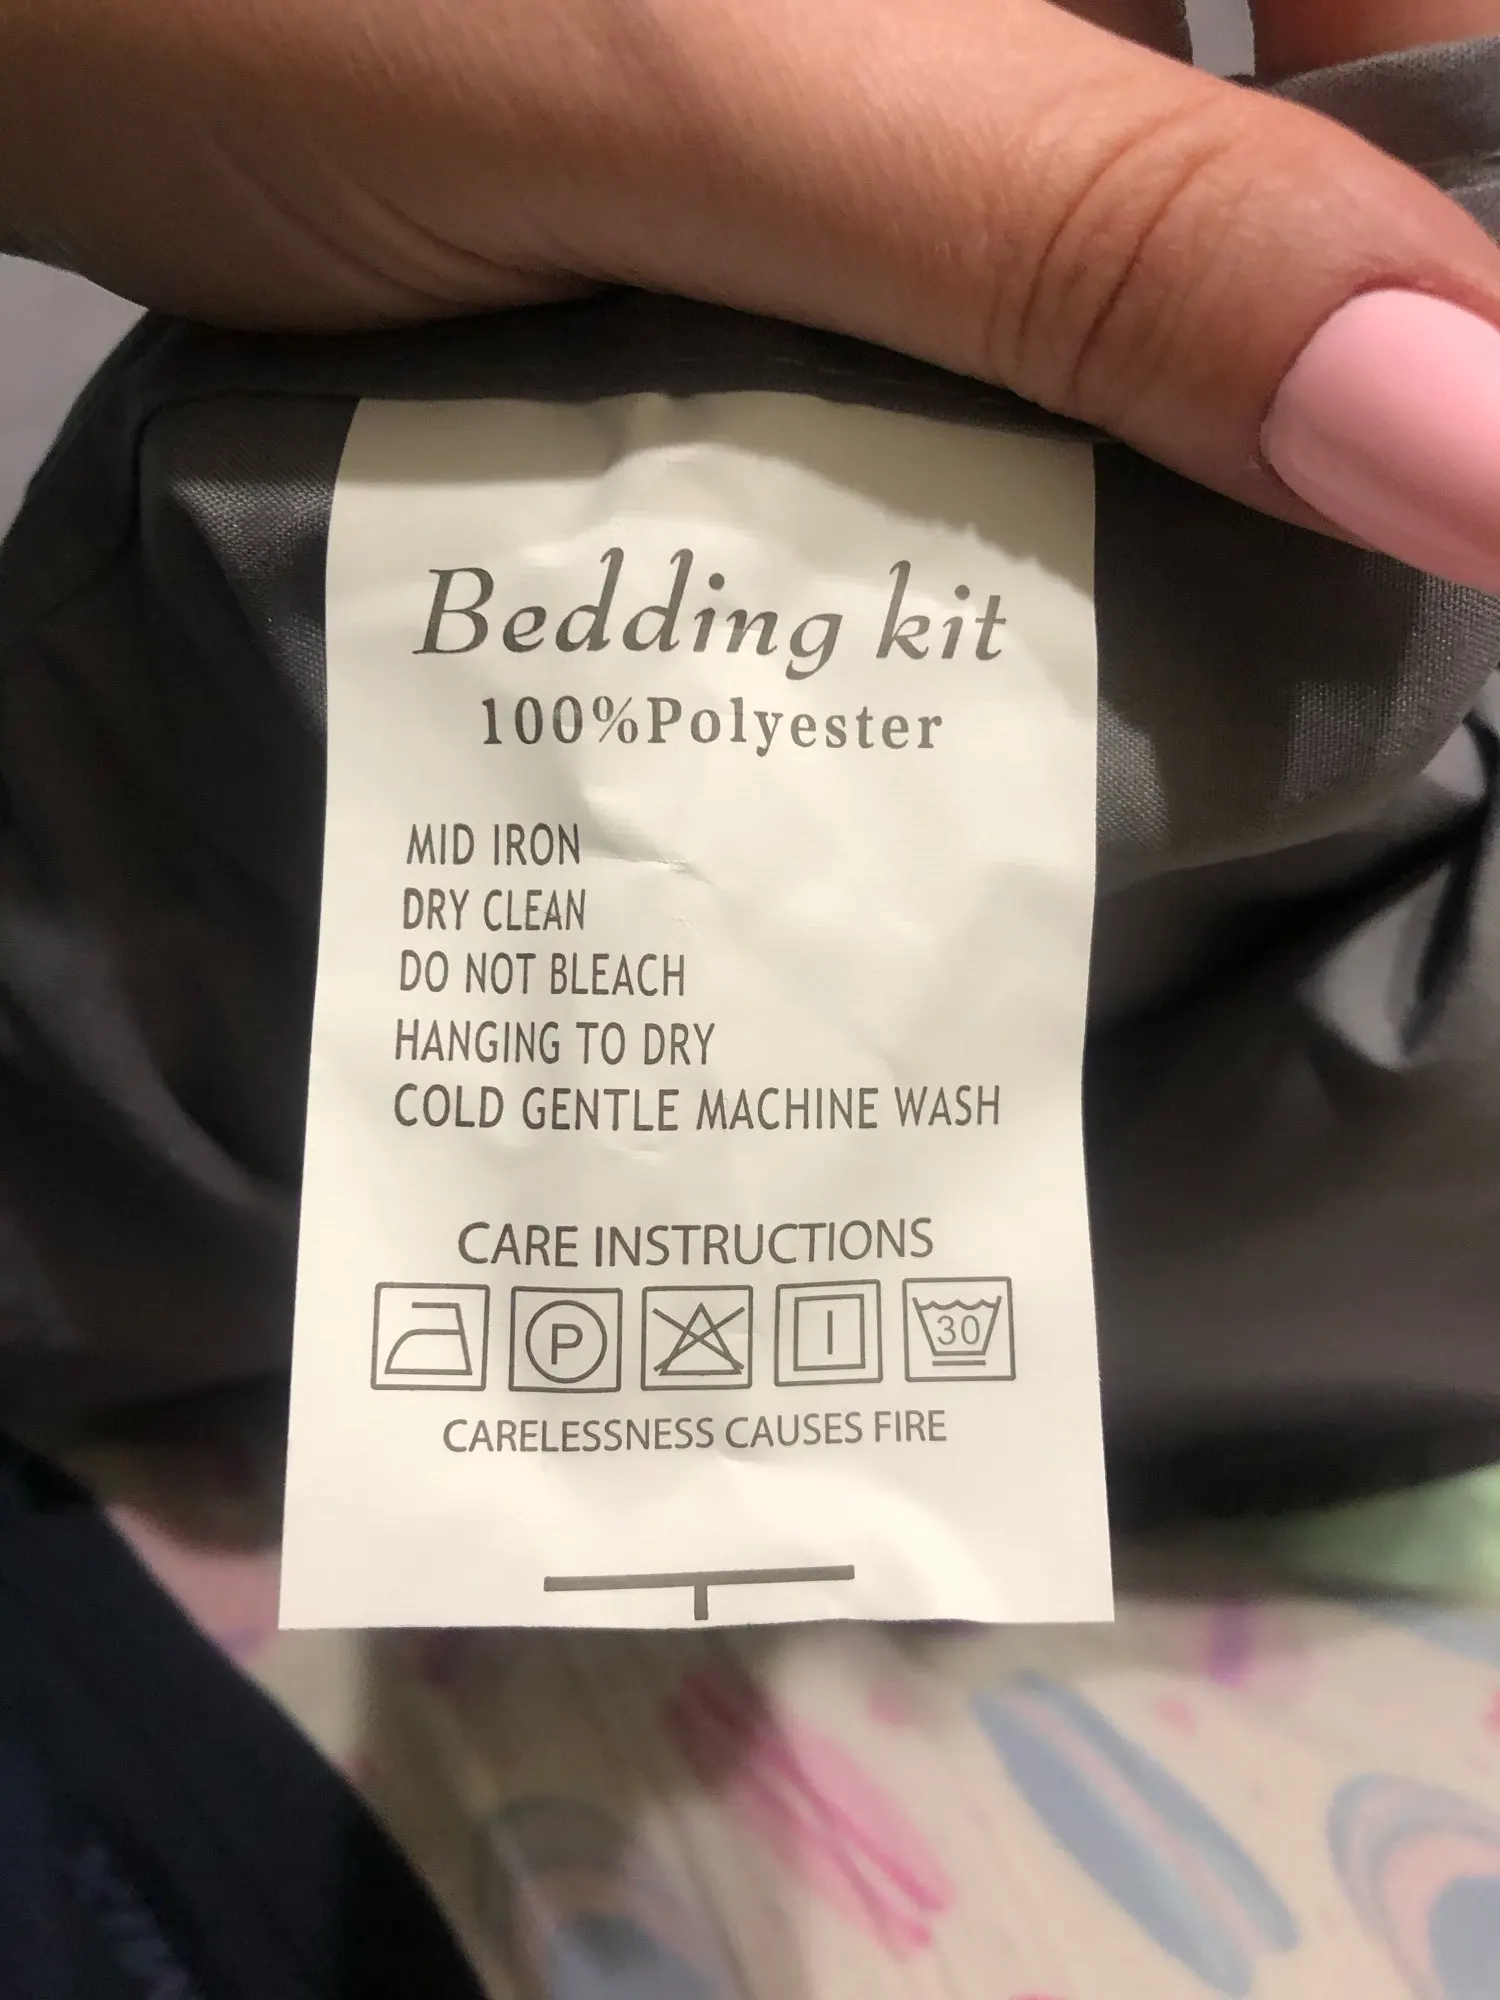 Bedding kit
100%Polyester
MID IRON
DRY CLEAN
DO NOT BLEACH
HANGING TO DRY
COLD GENTLE MACHINE WASH
CARE INSTRUCTIONS
P 30
CARELESSNESS CAUSES FIRE